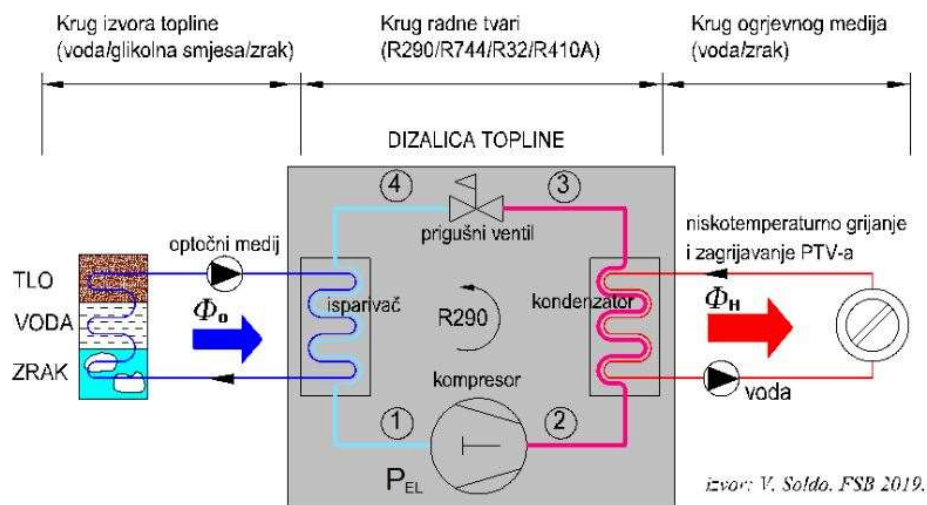 Krug izvora topline
(voda/glikolna smjesa/zrak)
Krug radne tvari
(R290/R744/R32/R410A)
Krug ogrjevnog medija
(voda/zrak)
DIZALICA TOPLINE
4
3
prigušni ventil
niskotemperaturno grijanje
i zagrijavanje PTV-a
optočni medij
TLO
VODA
ZRAK
Φo
isparivač
R290
kondenzator
ΦH
kompresor
voda
1
2
PEL
izvor: V. Soldo, FSB 2019.